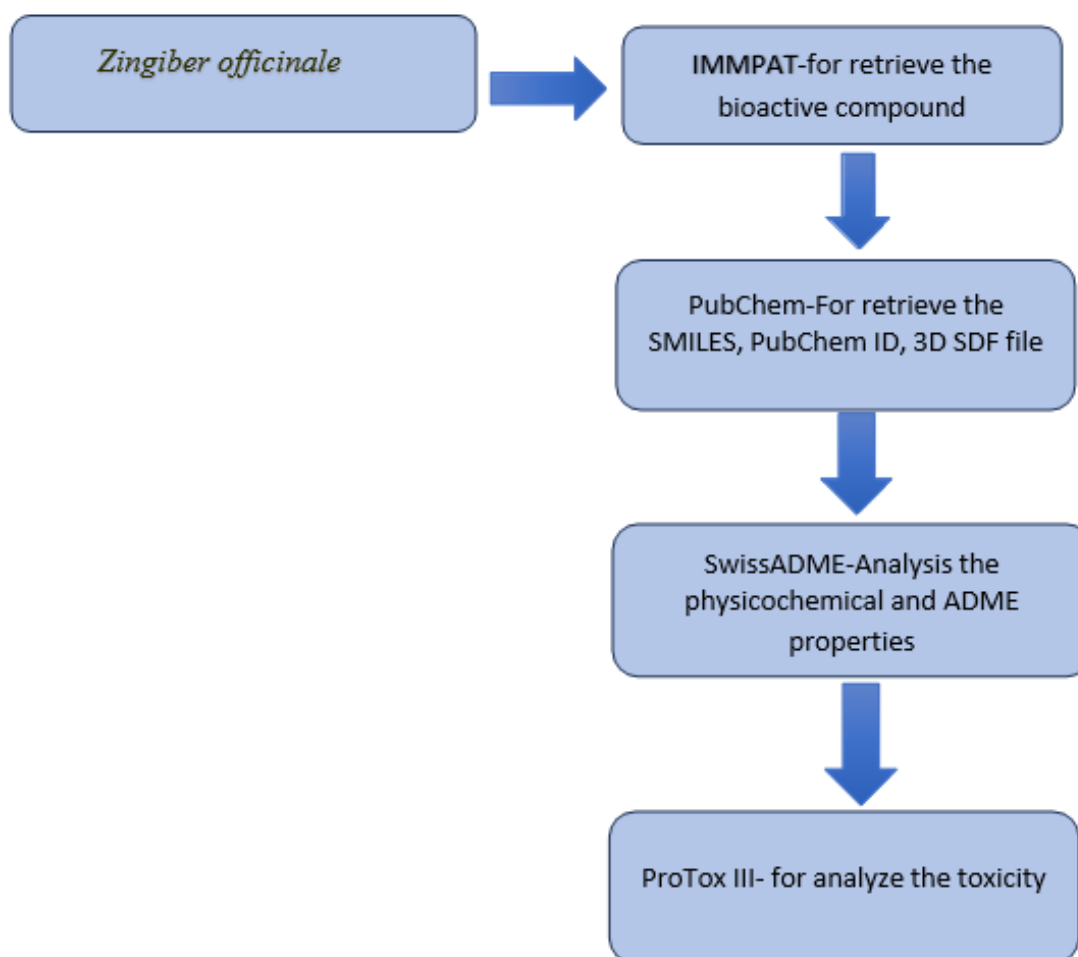 Zingiber officinale
IMMPAT-for retrieve the
bioactive compound
PubChem-For retrieve the
SMILES, PubChem ID, 3D SDF file
SwissADME-Analysis the
physicochemical and ADME
properties
ProTox III- for analyze the toxicity